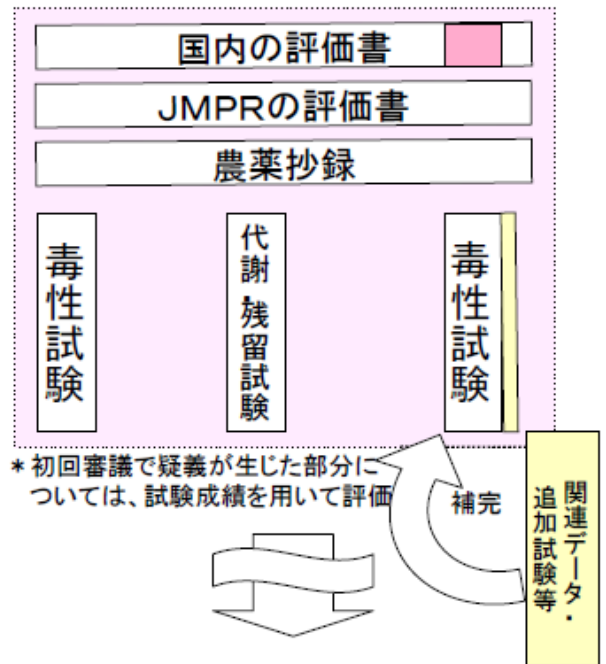 国内の評価書
JMPRの評価書
農薬抄録
毒性試験
代謝・残留試験
毒性試験
＊初回審議で疑義が生じた部分に
ついては、試験成績を用いて評価
補完
関連データ・
追加試験等